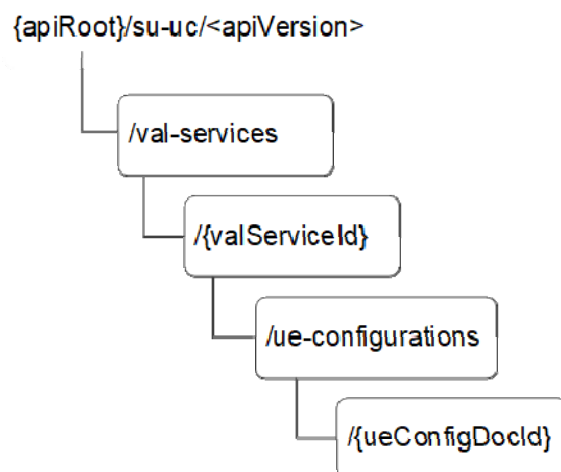 {apiRoot}/su-uc/<apiVersion>
/val-services
/{valServiceId}
/ue-configurations
/{ueConfigDocId}